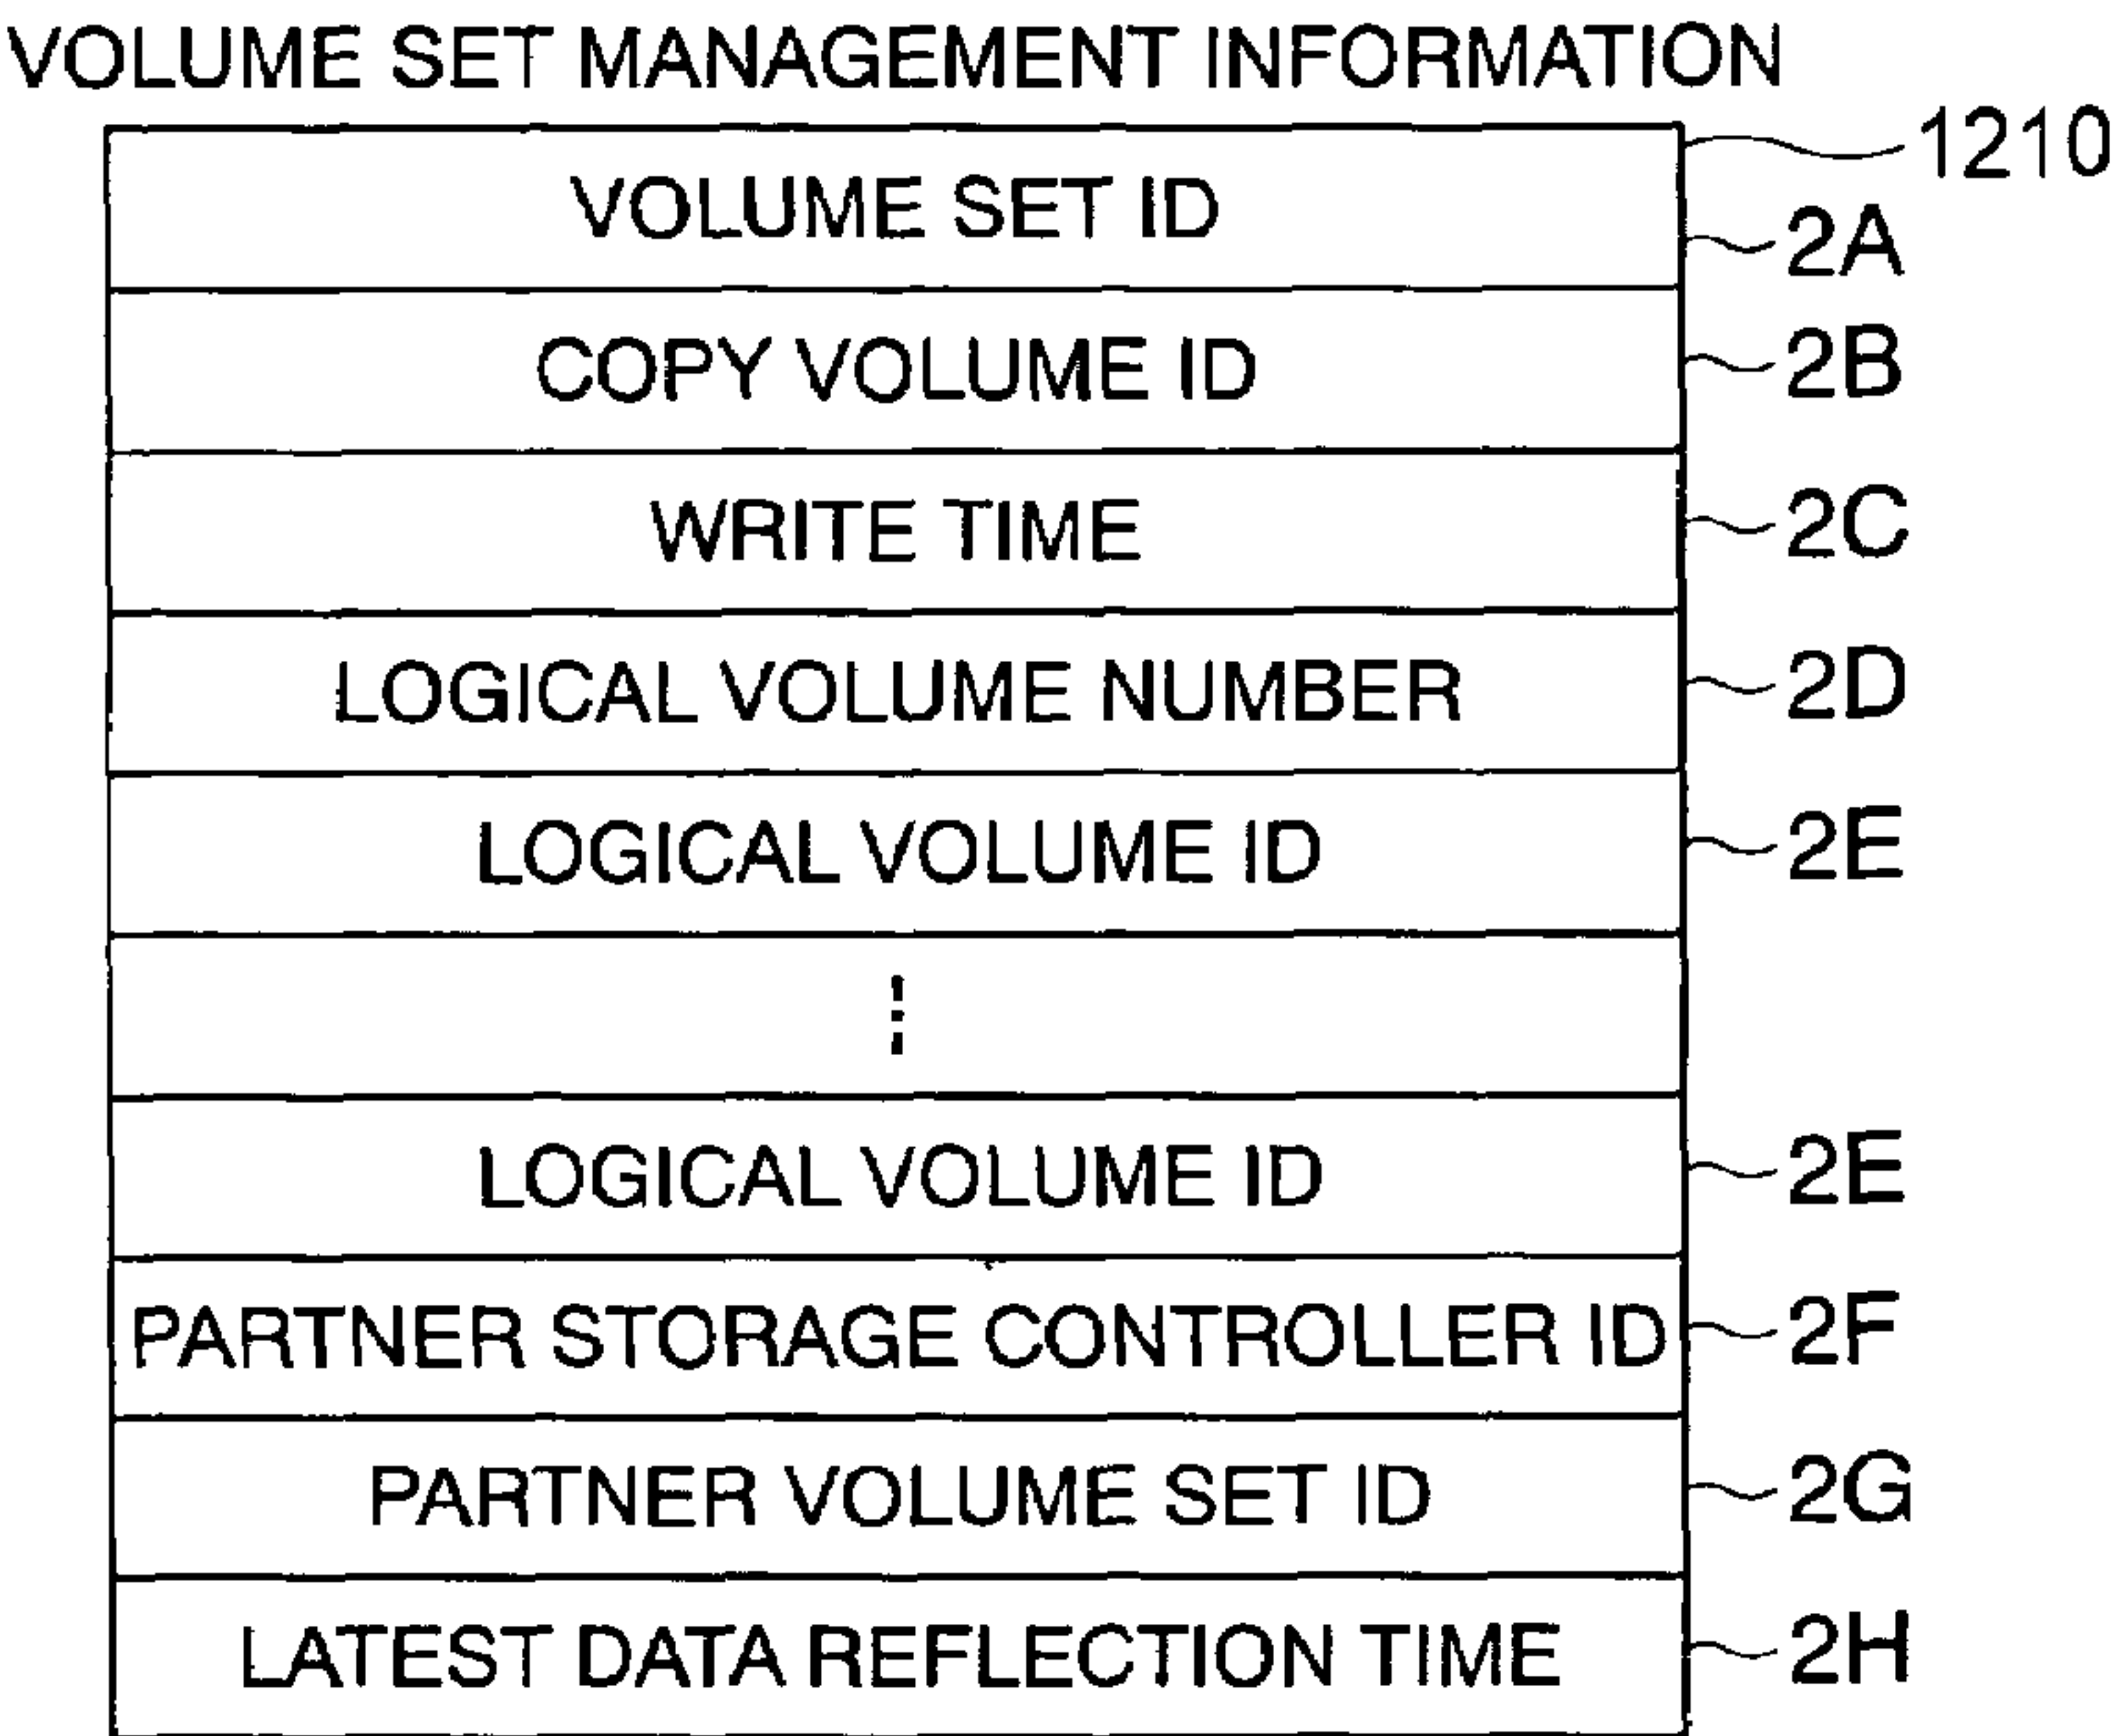 VOLUME SET MANAGEMENT INFORMATION
1210
VOLUME SET ID 2A
COPY VOLUME ID 2B
WRITE TIME 2C
LOGICAL VOLUME NUMBER 2D
LOGICAL VOLUME ID 2E
LOGICAL VOLUME ID 2E
PARTNER STORAGE CONTROLLER ID 2F
PARTNER VOLUME SET ID 2G
LATEST DATA REFLECTION TIME 2H